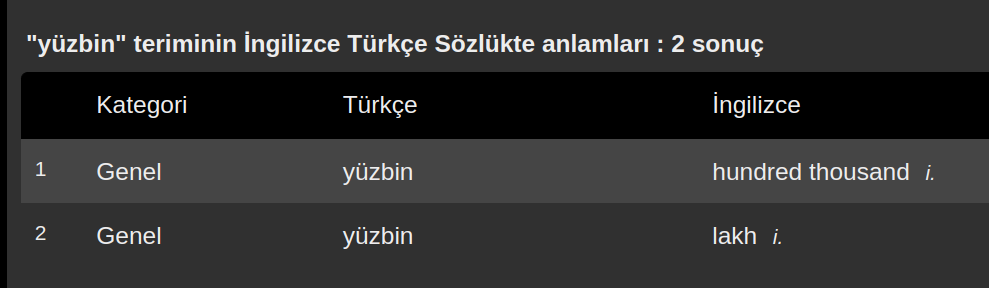 "yüzbin" teriminin İngilizce Türkçe Sözlükte anlamları : 2 sonuç
Kategori Türkçe İngilizce
1 Genel yüzbin hundred thousand i.
2 Genel yüzbin lakh i.